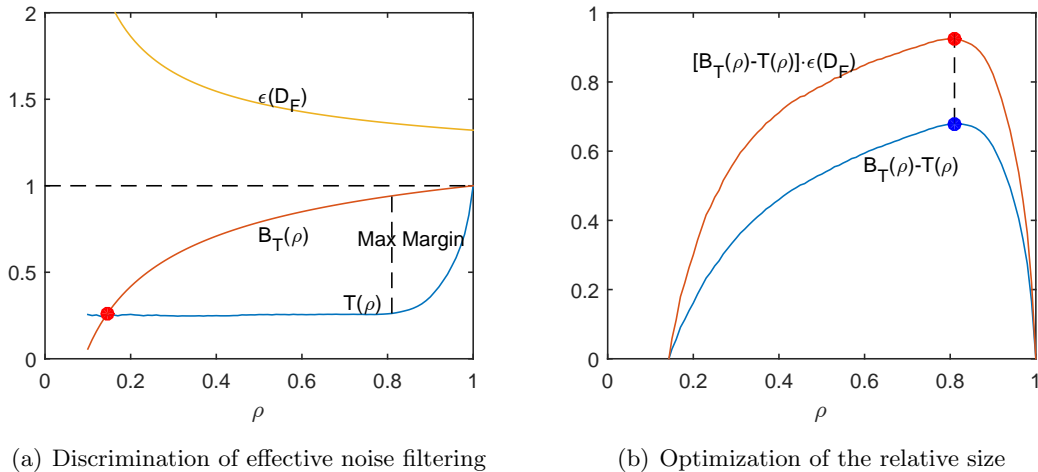 2
1.5
1
0.5
0
ϵ(D_F)
B_T(ρ)
Max Margin
T(ρ)
0 0.2 0.4 0.6 0.8 1
ρ
(a) Discrimination of effective noise filtering
1
0.8
0.6
0.4
0.2
0
[B_T(ρ)-T(ρ)]·ϵ(D_F)
B_T(ρ)-T(ρ)
0 0.2 0.4 0.6 0.8 1
ρ
(b) Optimization of the relative size